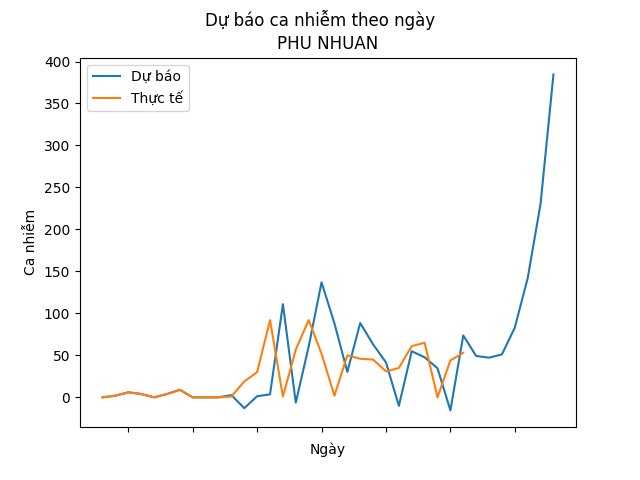 Dự báo ca nhiễm theo ngày
PHU NHUAN
Dự báo
Thực tế
400
350
300
250
200
150
100
50
0
Ca nhiễm
Ngày